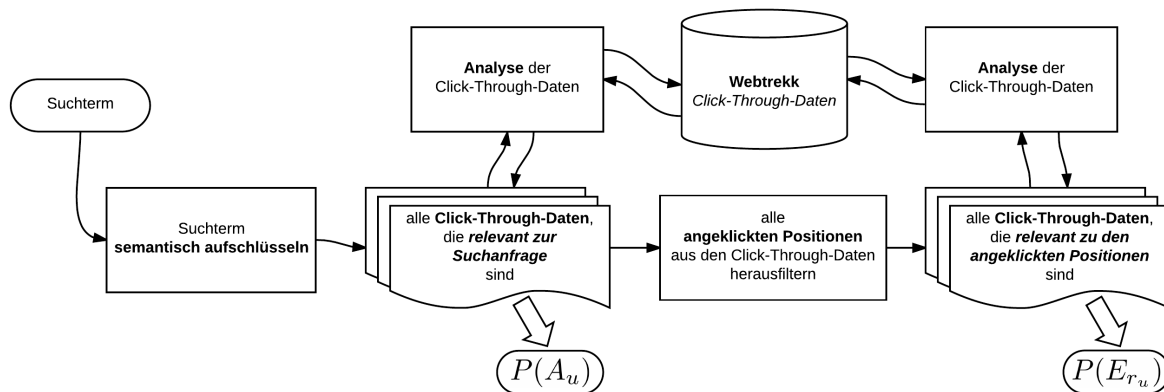 Suchterm
Analyse der
Click-Through-Daten
Webtrekk
Click-Through-Daten
Analyse der
Click-Through-Daten
Suchterm
semantisch aufschlüsseln
alle Click-Through-Daten,
die relevant zur
Suchanfrage
sind
alle
angeklickten Positionen
aus den Click-Through-Daten
herausfiltern
alle Click-Through-Daten,
die relevant zu den
angeklickten Positionen
sind
P(A_u)
P(E_{r_u})